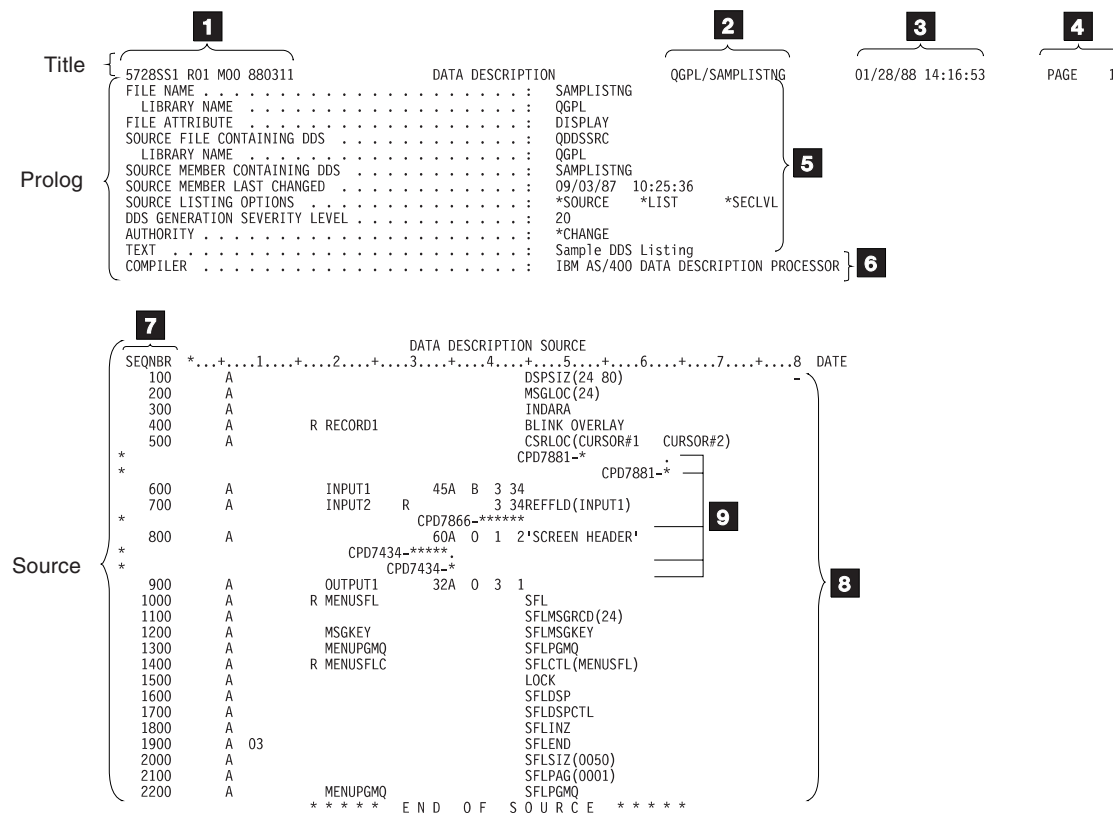 1 2 3 4
Title
5728SS1 R01 M00 880311 DATA DESCRIPTION QGPL/SAMPLISTNG 01/28/88 14:16:53 PAGE 1
Prolog
FILE NAME . . . . . . . . . . . . . . . . . . . . . : SAMPLISTNG
LIBRARY NAME . . . . . . . . . . . . . . . . . . : QGPL
FILE ATTRIBUTE . . . . . . . . . . . . . . . . . . : DISPLAY
SOURCE FILE CONTAINING DDS . . . . . . . . . . . . : QDDSSRC
LIBRARY NAME . . . . . . . . . . . . . . . . . . : QGPL
5
SOURCE MEMBER CONTAINING DDS . . . . . . . . . . . : SAMPLISTNG
SOURCE MEMBER LAST CHANGED . . . . . . . . . . . . : 09/03/87 10:25:36
SOURCE LISTING OPTIONS . . . . . . . . . . . . . . : *SOURCE *LIST *SECLVL
DDS GENERATION SEVERITY LEVEL . . . . . . . . . . . : 20
AUTHORITY . . . . . . . . . . . . . . . . . . . . . : *CHANGE
TEXT . . . . . . . . . . . . . . . . . . . . . . . : Sample DDS Listing
COMPILER . . . . . . . . . . . . . . . . . . . . . : IBM AS/400 DATA DESCRIPTION PROCESSOR 6
7
DATA DESCRIPTION SOURCE
SEQNBR *...+....1....+....2....+....3....+....4....+....5....+....6....+....7....+....8 DATE
100 A DSPSIZ(24 80) -
200 A MSGLOC(24)
300 A INDARA
400 A R RECORD1 BLINK OVERLAY
500 A CSRLOC(CURSOR#1 CURSOR#2)
* CPD7881-* .
* CPD7881-*
600 A INPUT1 45A B 3 34
700 A INPUT2 R 3 34REFFLD(INPUT1)
* CPD7866-******
9
800 A 60A O 1 2'SCREEN HEADER'
* CPD7434-*****.
* CPD7434-*
Source
8
900 A OUTPUT1 32A O 3 1
1000 A R MENUSFL SFL
1100 A SFLMSGRCD(24)
1200 A MSGKEY SFLMSGKEY
1300 A MENUPGMQ SFLPGMQ
1400 A R MENUSFLC SFLCTL(MENUSFL)
1500 A LOCK
1600 A SFLDSP
1700 A SFLDSPCTL
1800 A SFLINZ
1900 A 03 SFLEND
2000 A SFLSIZ(0050)
2100 A SFLPAG(0001)
2200 A MENUPGMQ SFLPGMQ
* * * * * E N D O F S O U R C E * * * * *